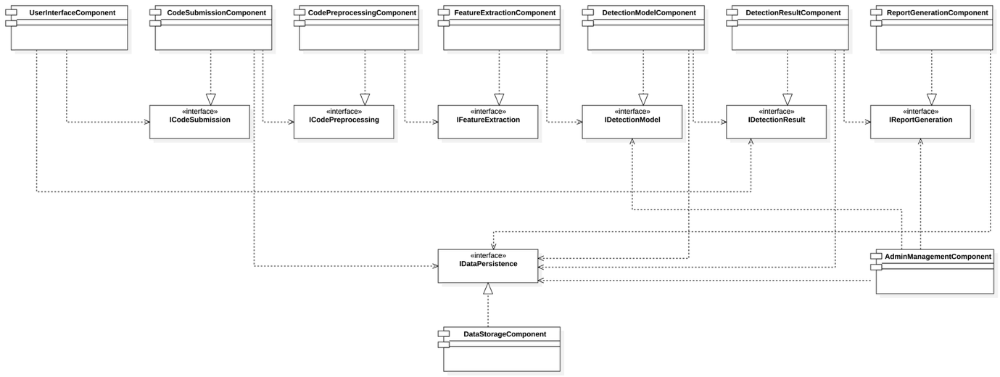 UserInterfaceComponent
CodeSubmissionComponent
CodePreprocessingComponent
FeatureExtractionComponent
DetectionModelComponent
DetectionResultComponent
ReportGenerationComponent
«interface»
ICodeSubmission
«interface»
ICodePreprocessing
«interface»
IFeatureExtraction
«interface»
IDetectionModel
«interface»
IDetectionResult
«interface»
IReportGeneration
«interface»
IDataPersistence
AdminManagementComponent
DataStorageComponent